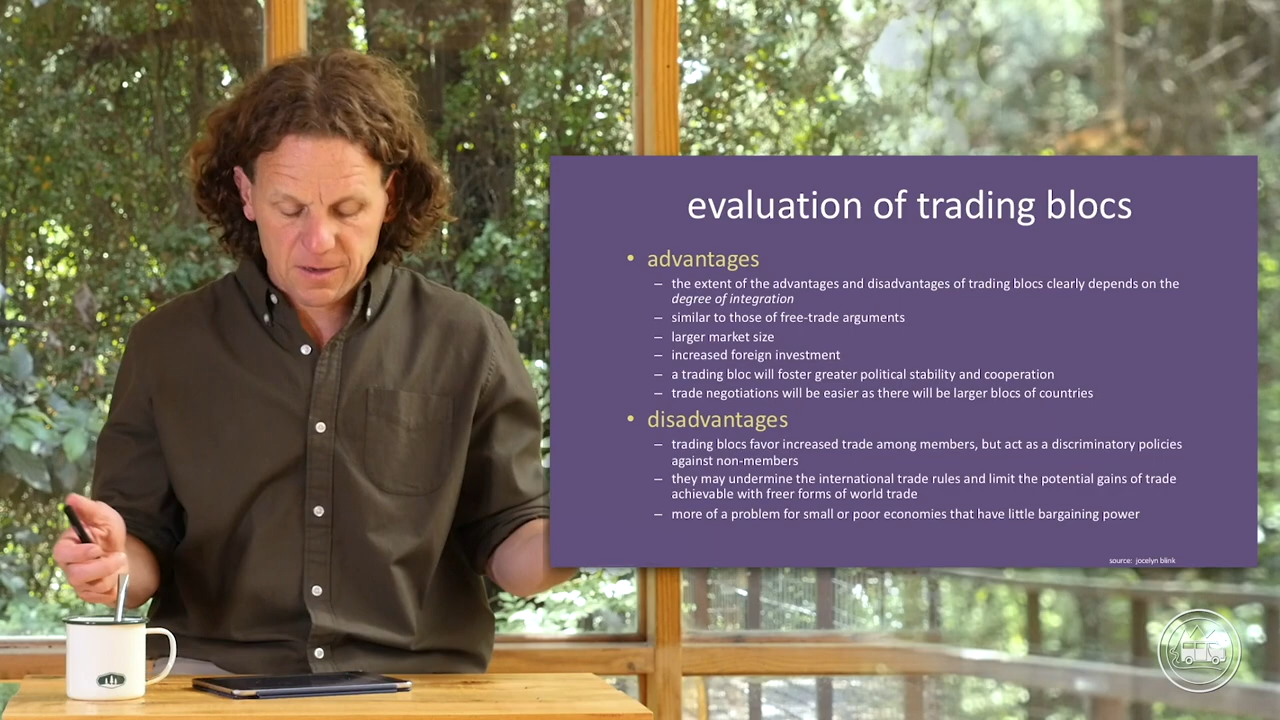 evaluation of trading blocs
• advantages
– the extent of the advantages and disadvantages of trading blocs clearly depends on the
degree of integration
– similar to those of free-trade arguments
– larger market size
– increased foreign investment
– a trading bloc will foster greater political stability and cooperation
– trade negotiations will be easier as there will be larger blocs of countries
• disadvantages
– trading blocs favor increased trade among members, but act as a discriminatory policies
against non-members
– they may undermine the international trade rules and limit the potential gains of trade
achievable with freer forms of world trade
– more of a problem for small or poor economies that have little bargaining power
source: jocelyn blink